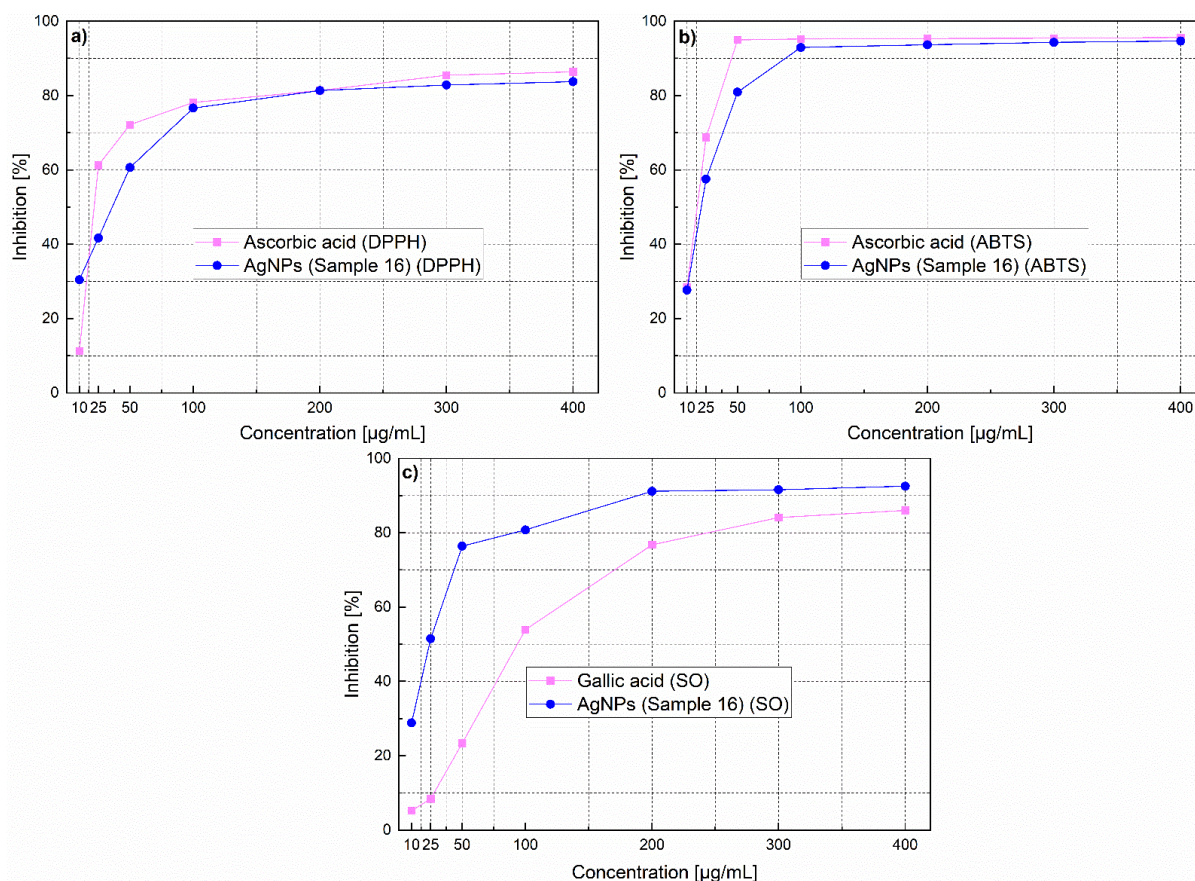 a)
100
80
60
40
20
0
Inhibition [%]
Ascorbic acid (DPPH)
AgNPs (Sample 16) (DPPH)
10 25 50 100 200 300 400
Concentration [µg/mL]
b)
100
80
60
40
20
0
Inhibition [%]
Ascorbic acid (ABTS)
AgNPs (Sample 16) (ABTS)
10 25 50 100 200 300 400
Concentration [µg/mL]
c)
100
80
60
40
20
0
Inhibition [%]
Gallic acid (SO)
AgNPs (Sample 16) (SO)
10 25 50 100 200 300 400
Concentration [µg/mL]